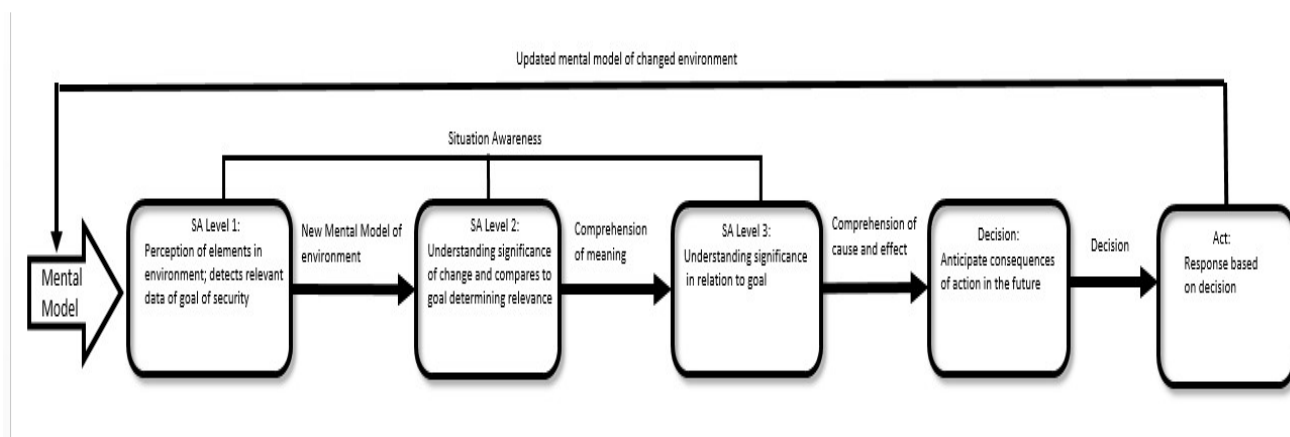 Updated mental model of changed environment
Situation Awareness
Mental
Model
SA Level 1:
Perception of elements in
environment; detects relevant
data of goal of security
New Mental Model of
environment
SA Level 2:
Understanding significance
of change and compares to
goal determining relevance
Comprehension
of meaning
SA Level 3:
Understanding significance
in relation to goal
Comprehension of
cause and effect
Decision:
Anticipate consequences
of action in the future
Decision
Act:
Response based
on decision